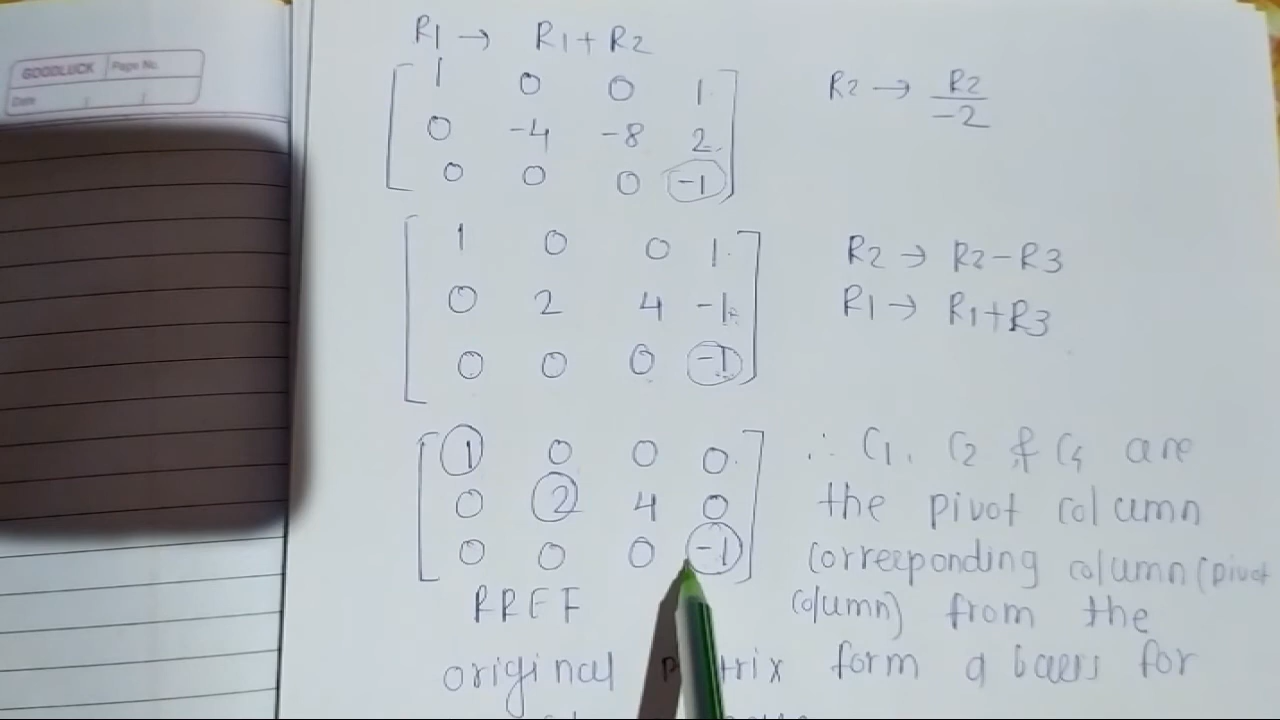 GOODLUCK Page No.
Date
R1 → R1 + R2
1 0 0 1
0 -4 -8 2
0 0 0 -1
R2 → R2/-2
1 0 0 1
0 2 4 -1
0 0 0 -1
R2 → R2 - R3
R1 → R1 + R3
1 0 0 0
0 2 4 0
0 0 0 -1
RREF
∴ C1, C2 & C4 are
the pivot column
corresponding column (pivot
column) from the
original trix form a basis for